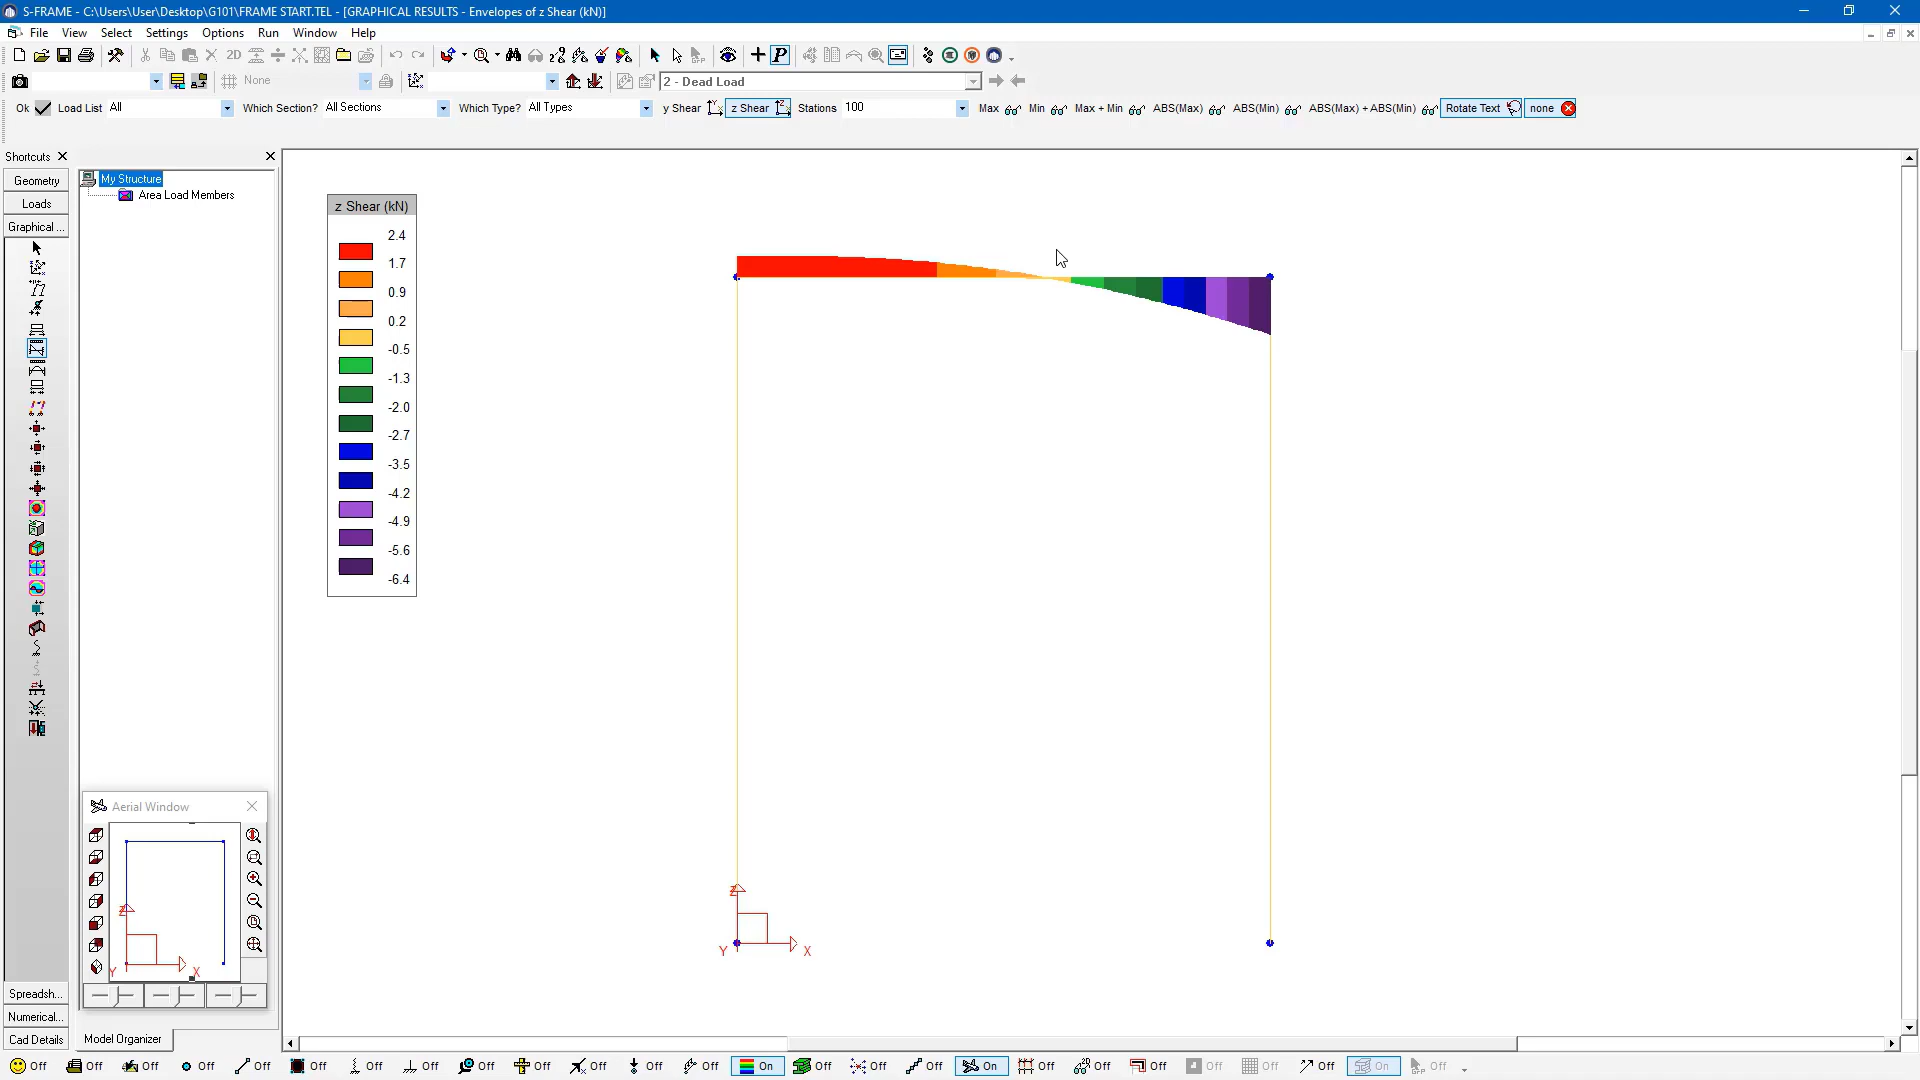 S-FRAME - C:\Users\User\Desktop\G101\FRAME START.TEL - [GRAPHICAL RESULTS - Envelopes of z Shear (kN)]
File View Select Settings Options Run Window Help
2D
None 2 - Dead Load
Ok Load List All Which Section? All Sections Which Type? All Types y Shear z Shear Stations 100 Max Min Max + Min ABS(Max) ABS(Min) ABS(Max) + ABS(Min) Rotate Text none
Shortcuts
Geometry
Loads
Graphical ...
My Structure
Area Load Members
z Shear (kN)
2.4
1.7
0.9
0.2
-0.5
-1.3
-2.0
-2.7
-3.5
-4.2
-4.9
-5.6
-6.4
Z
Y X
Aerial Window
Z
Y X
Spreadsh...
Numerical...
Cad Details
Model Organizer
Off Off Off Off Off Off Off Off Off Off Off Off Off On Off Off Off On Off Off Off Off Off Off On Off